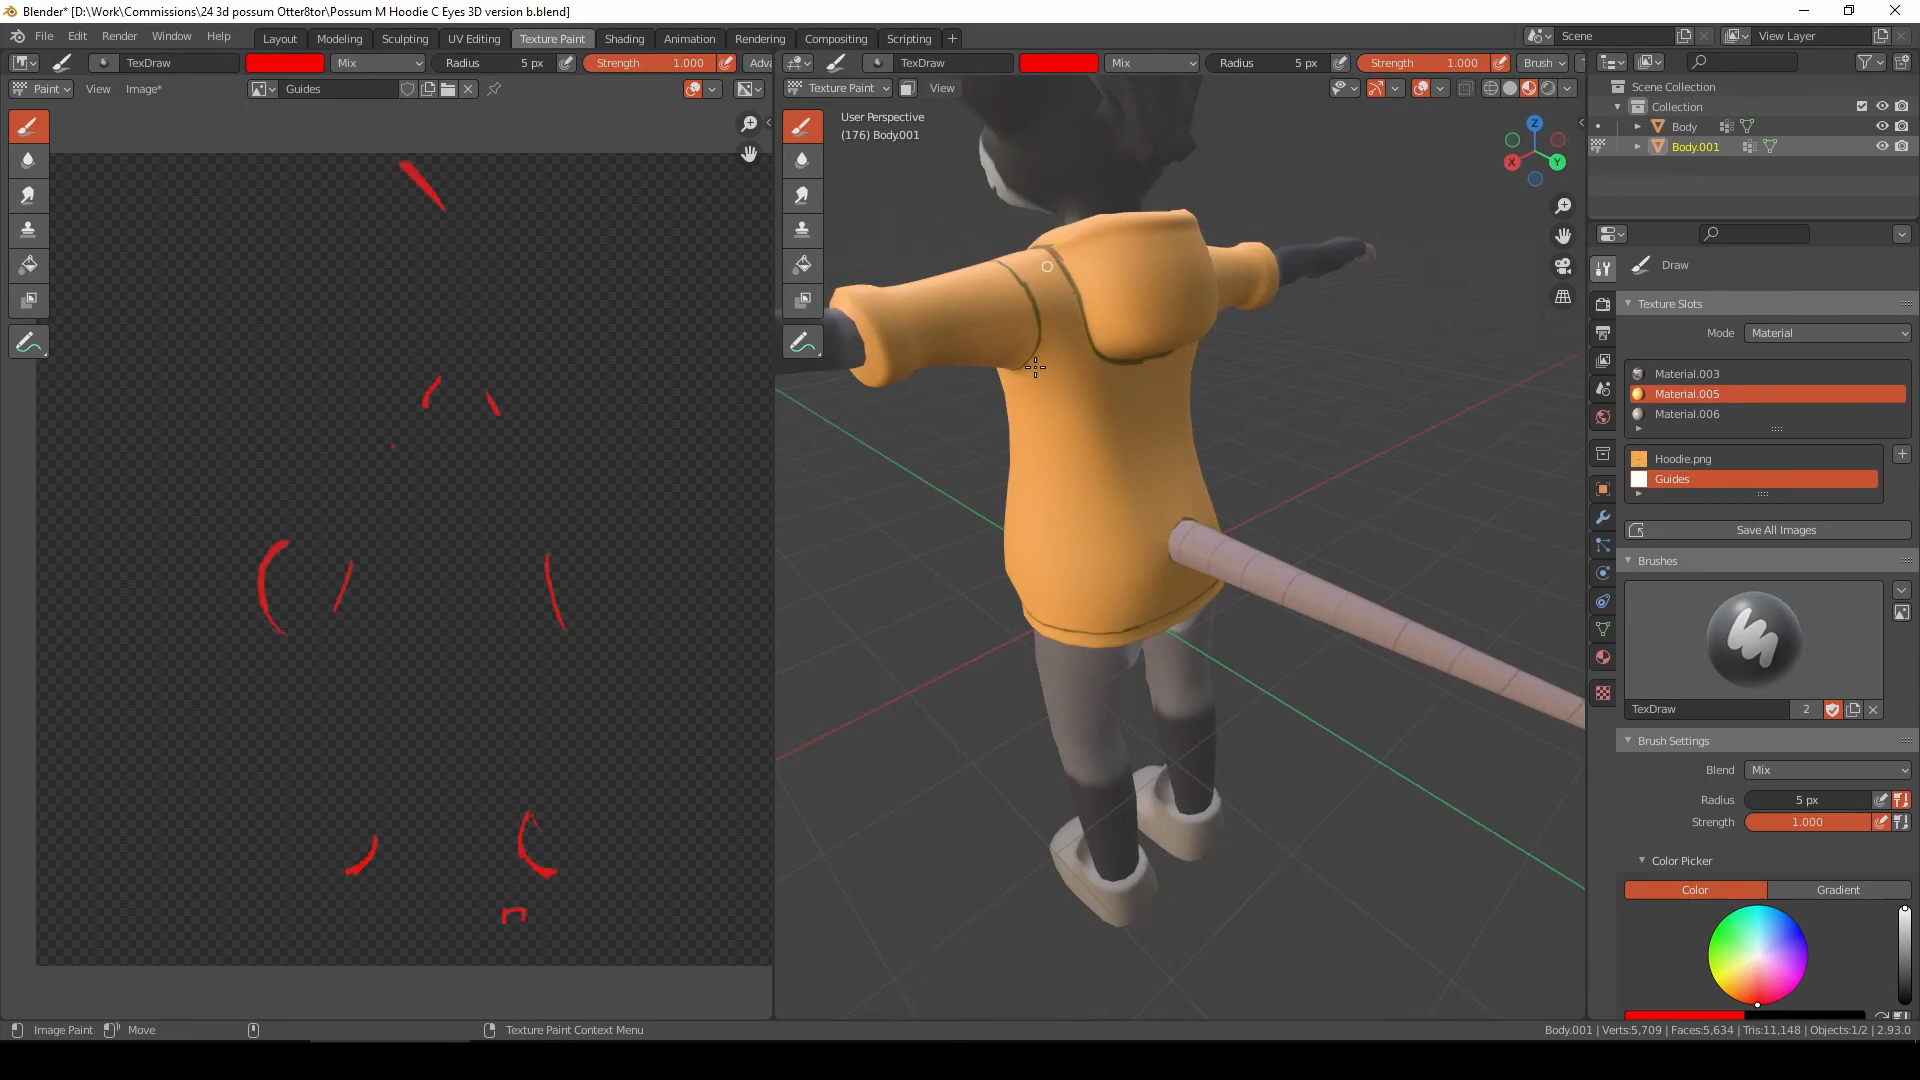 Blender* [D:\Work\Commissions\24 3d possum Otter8tor\Possum M Hoodie C Eyes 3D version b.blend]
File Edit Render Window Help Layout Modeling Sculpting UV Editing Texture Paint Shading Animation Rendering Compositing Scripting + Scene View Layer
TexDraw Mix Radius 5 px Strength 1.000 Adv TexDraw Mix Radius 5 px Strength 1.000 Brush
Paint View Image* Guides Texture Paint View
User Perspective
(176) Body.001
Z
X Y
Scene Collection
Collection
Body
Body.001
Draw
Texture Slots
Mode Material
Material.003
Material.005
Material.006
Hoodie.png
Guides
Save All Images
Brushes
TexDraw 2
Brush Settings
Blend Mix
Radius 5 px
Strength 1.000
Color Picker
Color Gradient
Image Paint Move Texture Paint Context Menu Body.001 | Verts:5,709 | Faces:5,634 | Tris:11,148 | Objects:1/2 | 2.93.0